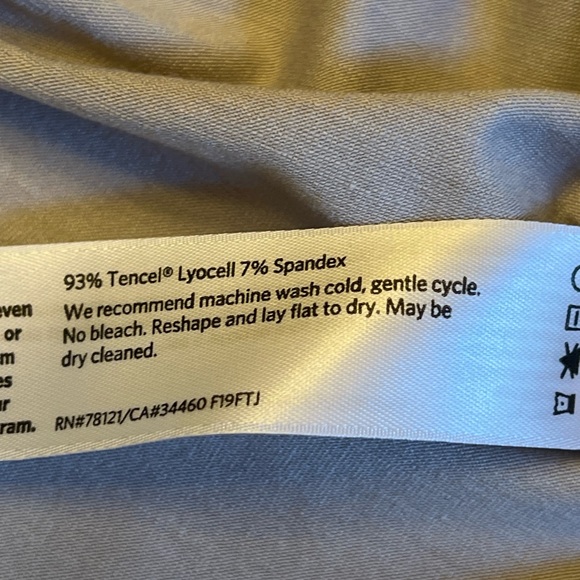 93% Tencel® Lyocell 7% Spandex
We recommend machine wash cold, gentle cycle.
No bleach. Reshape and lay flat to dry. May be
dry cleaned.
RN#78121/CA#34460 F19FTJ
or